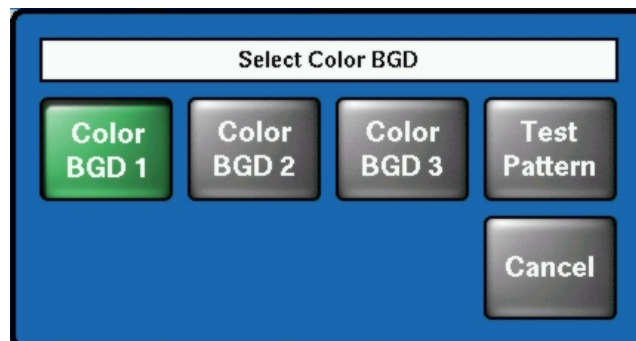 Select Color BGD
Color
BGD 1
Color
BGD 2
Color
BGD 3
Test
Pattern
Cancel